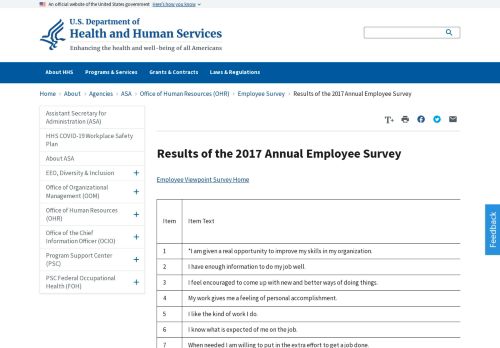 An official website of the United States government Here's how you know
U.S. Department of
Health and Human Services
Enhancing the health and well-being of all Americans
About HHS Programs & Services Grants & Contracts Laws & Regulations
Home > About > Agencies > ASA > Office of Human Resources (OHR) > Employee Survey > Results of the 2017 Annual Employee Survey
Assistant Secretary for
Administration (ASA)
HHS COVID-19 Workplace Safety
Plan
About ASA
EEO, Diversity & Inclusion +
Office of Organizational
Management (OOM) +
Office of Human Resources
(OHR) +
Office of the Chief
Information Officer (OCIO) +
Program Support Center
(PSC) +
PSC Federal Occupational
Health (FOH) +
T+
Results of the 2017 Annual Employee Survey
Employee Viewpoint Survey Home
Item Item Text
1 *I am given a real opportunity to improve my skills in my organization.
2 I have enough information to do my job well.
3 I feel encouraged to come up with new and better ways of doing things.
4 My work gives me a feeling of personal accomplishment.
5 I like the kind of work I do.
6 I know what is expected of me on the job.
7 When needed I am willing to put in the extra effort to get a job done.
Feedback